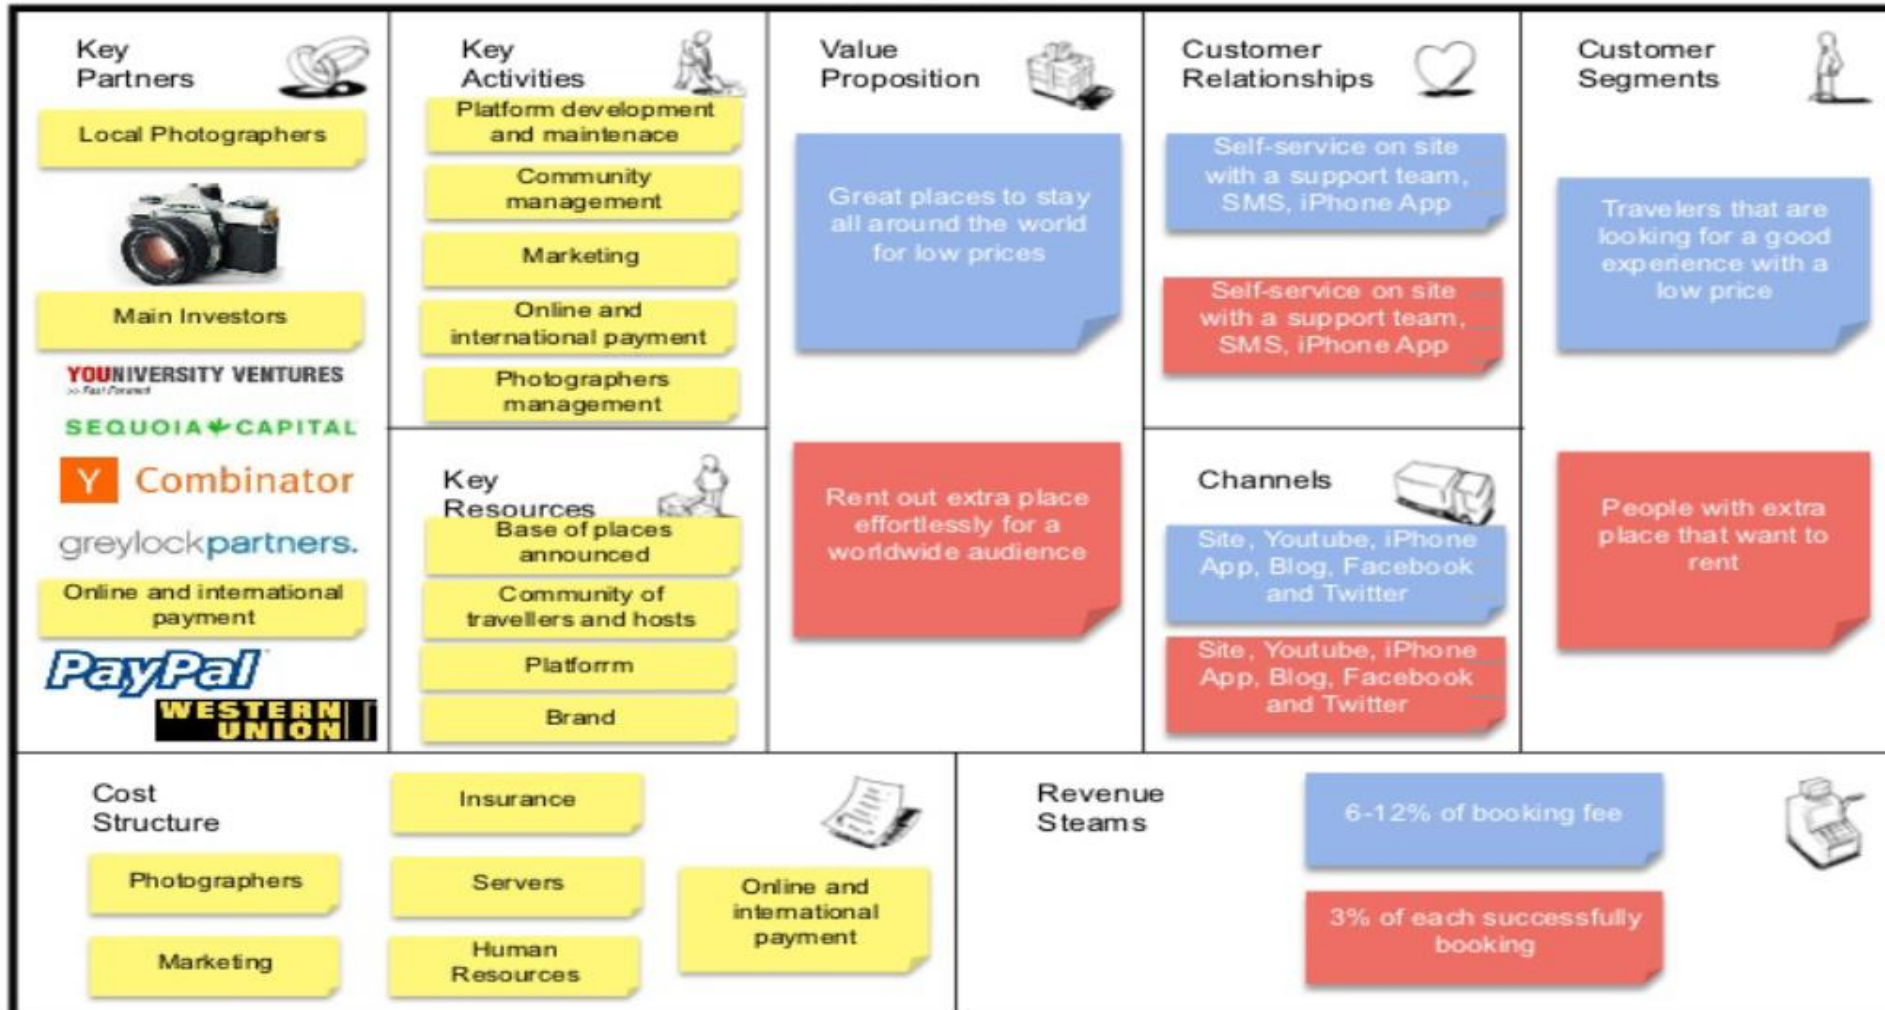 Key
Partners
Local Photographers
Main Investors
YOUNIVERSITY VENTURES
>> Fast Forward
SEQUOIA CAPITAL
Y Combinator
greylockpartners.
Online and international
payment
PayPal
WESTERN
UNION
Key
Activities
Platform development
and maintenace
Community
management
Marketing
Online and
international payment
Photographers
management
Key
Resources
Base of places
announced
Community of
travellers and hosts
Platforrm
Brand
Value
Proposition
Great places to stay
all around the world
for low prices
Rent out extra place
effortlessly for a
worldwide audience
Customer
Relationships
Self-service on site
with a support team,
SMS, iPhone App
Self-service on site
with a support team,
SMS, iPhone App
Channels
Site, Youtube, iPhone
App, Blog, Facebook
and Twitter
Site, Youtube, iPhone
App, Blog, Facebook
and Twitter
Customer
Segments
Travelers that are
looking for a good
experience with a
low price
People with extra
place that want to
rent
Cost
Structure
Photographers
Marketing
Insurance
Servers
Human
Resources
Online and
international
payment
Revenue
Steams
6-12% of booking fee
3% of each successfully
booking